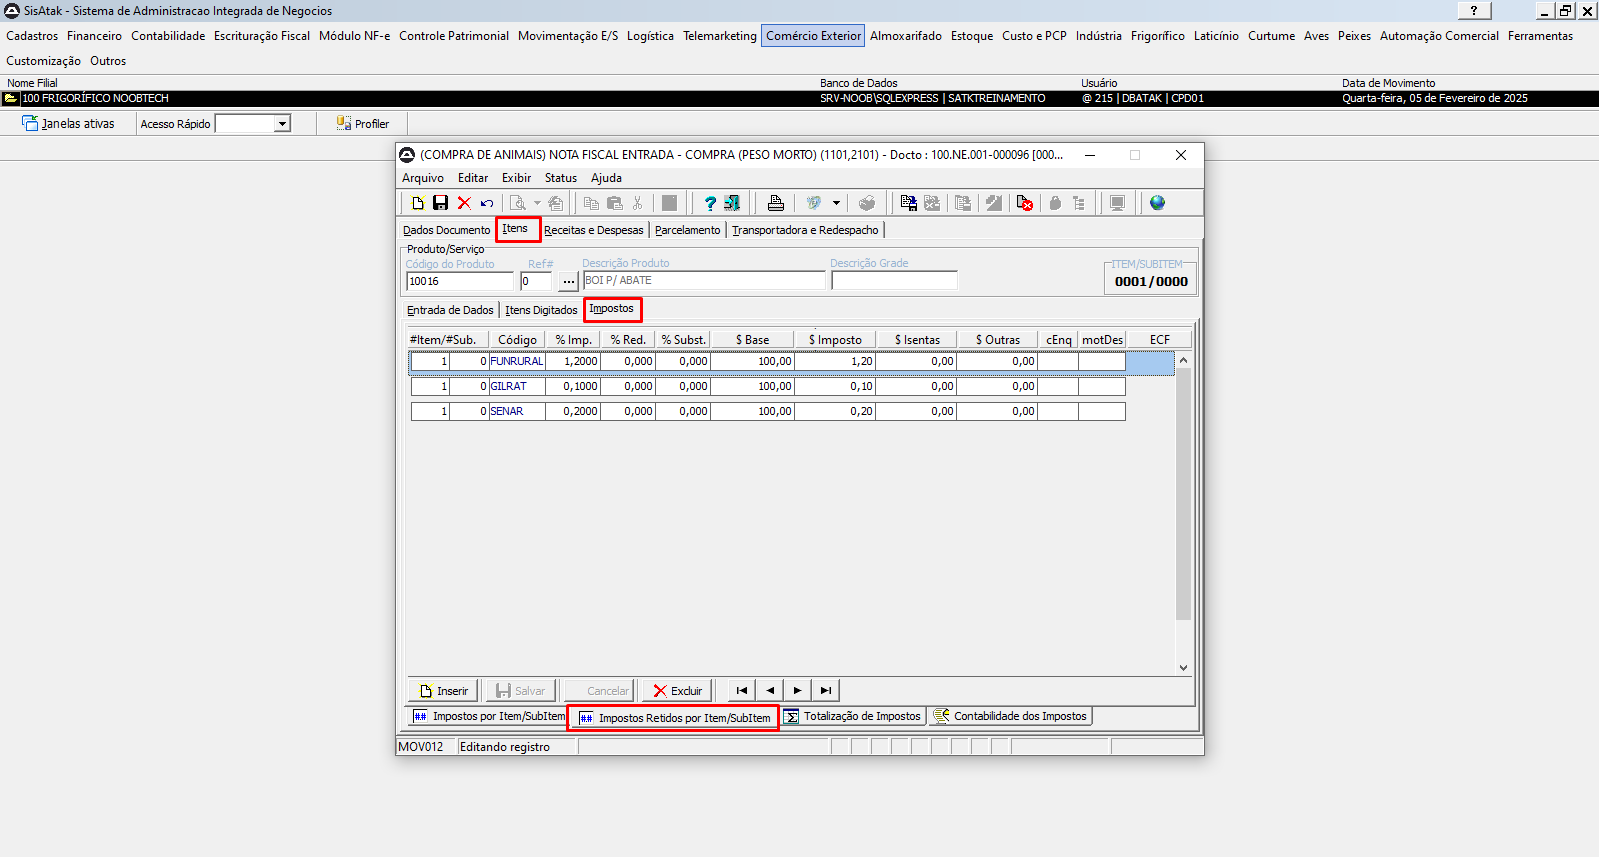 SisAtak - Sistema de Administracao Integrada de Negocios
?
Cadastros Financeiro Contabilidade Escrituração Fiscal Módulo NF-e Controle Patrimonial Movimentação E/S Logística Telemarketing Comércio Exterior Almoxarifado Estoque Custo e PCP Indústria Frigorífico Laticínio Curtume Aves Peixes Automação Comercial Ferramentas
Customização Outros
Nome Filial Banco de Dados Usuário Data de Movimento
100 FRIGORÍFICO NOOBTECH SRV-NOOB\SQLEXPRESS | SATKTREINAMENTO @ 215 | DBATAK | CPD01 Quarta-feira, 05 de Fevereiro de 2025
Janelas ativas Acesso Rápido Profiler
(COMPRA DE ANIMAIS) NOTA FISCAL ENTRADA - COMPRA (PESO MORTO) (1101,2101) - Docto : 100.NE.001-000096 [000...
Arquivo Editar Exibir Status Ajuda
Dados Documento Itens Receitas e Despesas Parcelamento Transportadora e Redespacho
Produto/Serviço
Código do Produto Ref# Descrição Produto Descrição Grade ITEM/SUBITEM
10016 0 ... BOI P/ ABATE 0001/0000
Entrada de Dados Itens Digitados Impostos
#Item/#Sub. Código % Imp. % Red. % Subst. $ Base $ Imposto $ Isentas $ Outras cEnq motDes ECF
1 0 FUNRURAL 1,2000 0,000 0,000 100,00 1,20 0,00 0,00
1 0 GILRAT 0,1000 0,000 0,000 100,00 0,10 0,00 0,00
1 0 SENAR 0,2000 0,000 0,000 100,00 0,20 0,00 0,00
Inserir Salvar Cancelar Excluir
Impostos por Item/SubItem Impostos Retidos por Item/SubItem Totalização de Impostos Contabilidade dos Impostos
MOV012 Editando registro